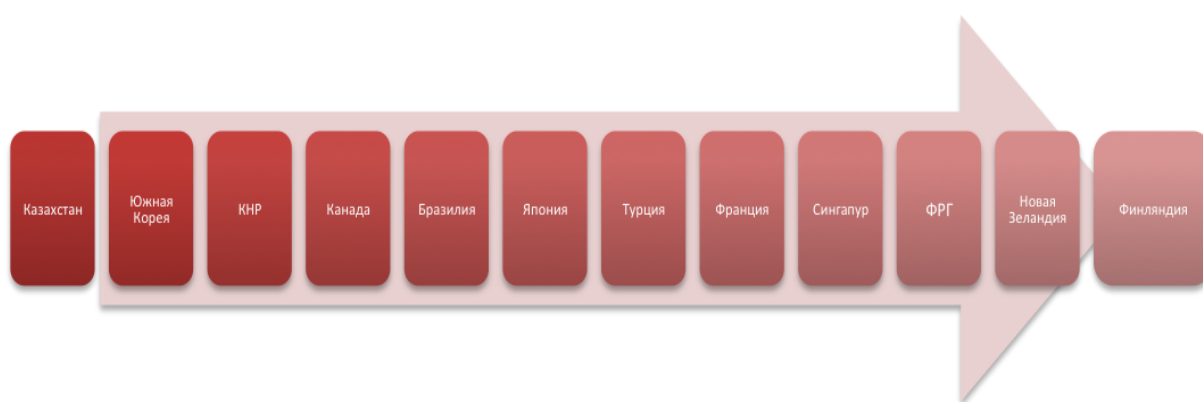 Казахстан
Южная
Корея
КНР
Канада
Бразилия
Япония
Турция
Франция
Сингапур
ФРГ
Новая
Зеландия
Финляндия